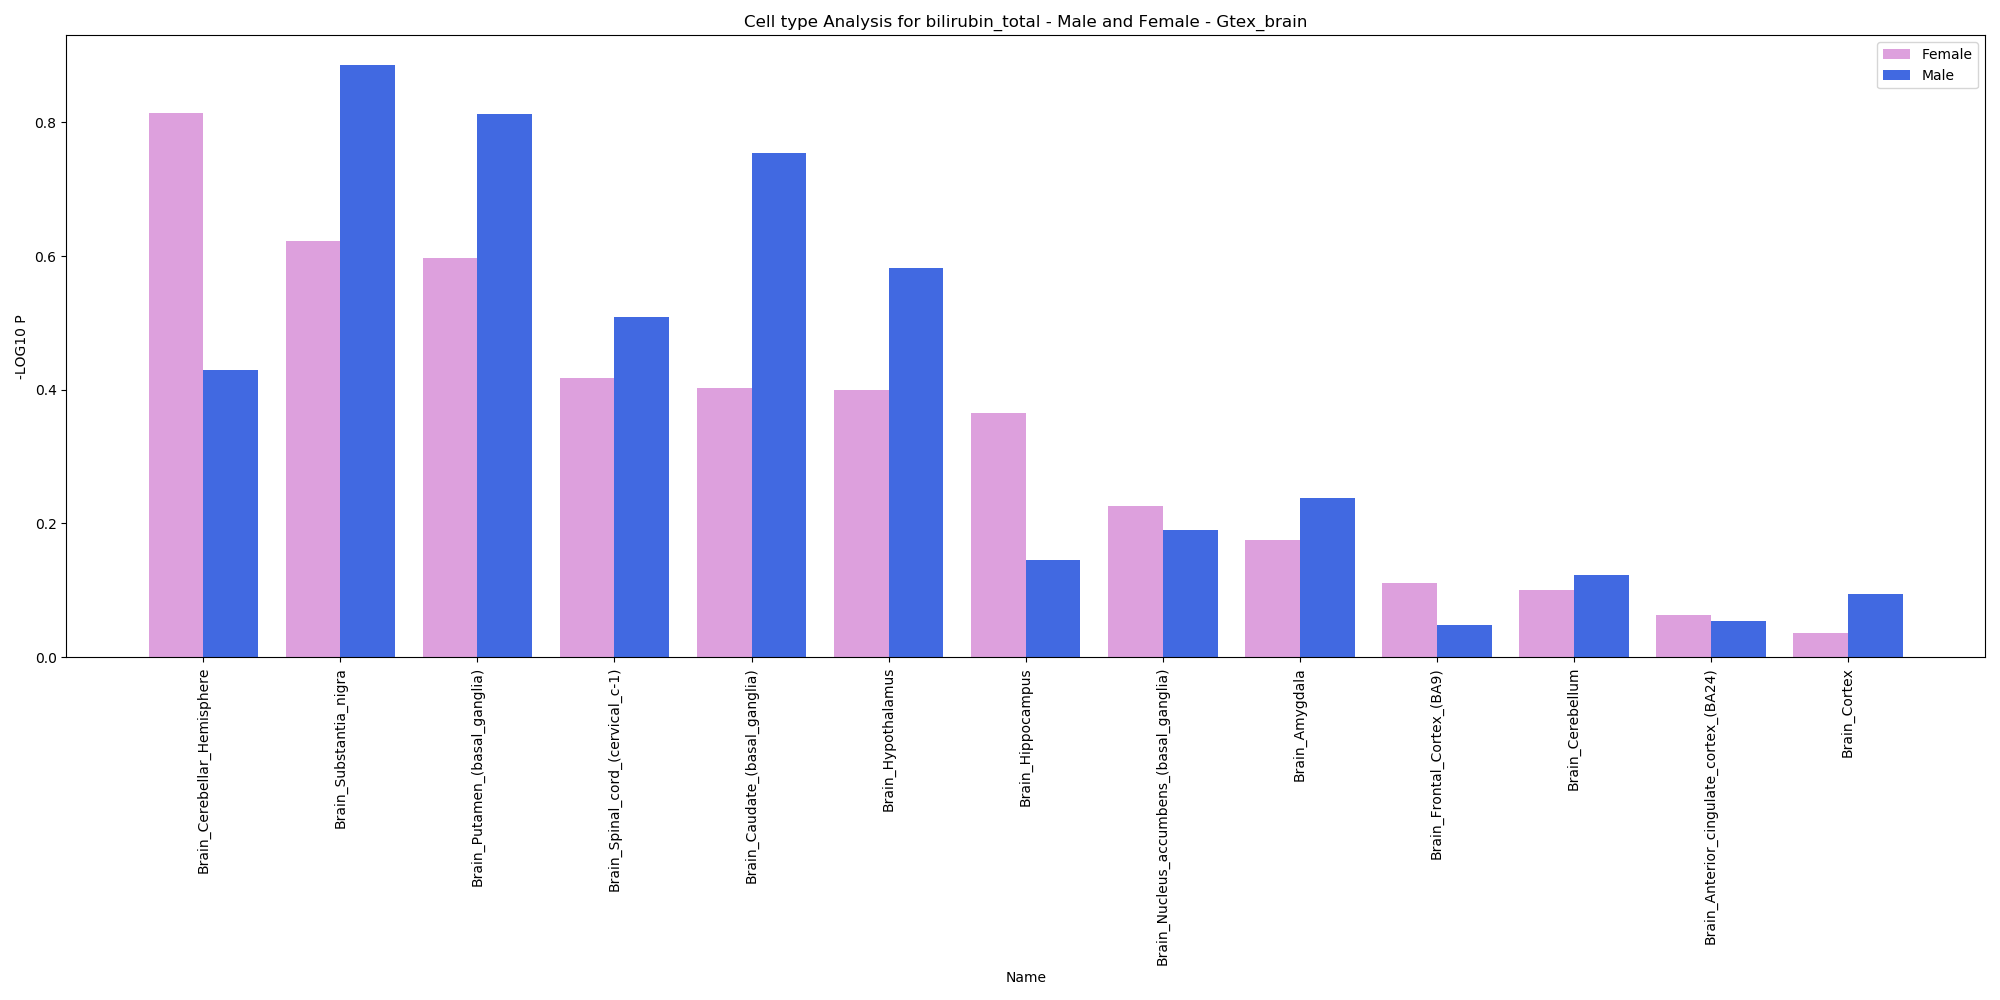 Cell type Analysis for bilirubin_total - Male and Female - Gtex_brain
Female
Male
-LOG10 P
0.8
0.6
0.4
0.2
0.0
Brain_Cerebellar_Hemisphere
Brain_Substantia_nigra
Brain_Putamen_(basal_ganglia)
Brain_Spinal_cord_(cervical_c-1)
Brain_Caudate_(basal_ganglia)
Brain_Hypothalamus
Brain_Hippocampus
Brain_Nucleus_accumbens_(basal_ganglia)
Brain_Amygdala
Brain_Frontal_Cortex_(BA9)
Brain_Cerebellum
Brain_Anterior_cingulate_cortex_(BA24)
Brain_Cortex
Name